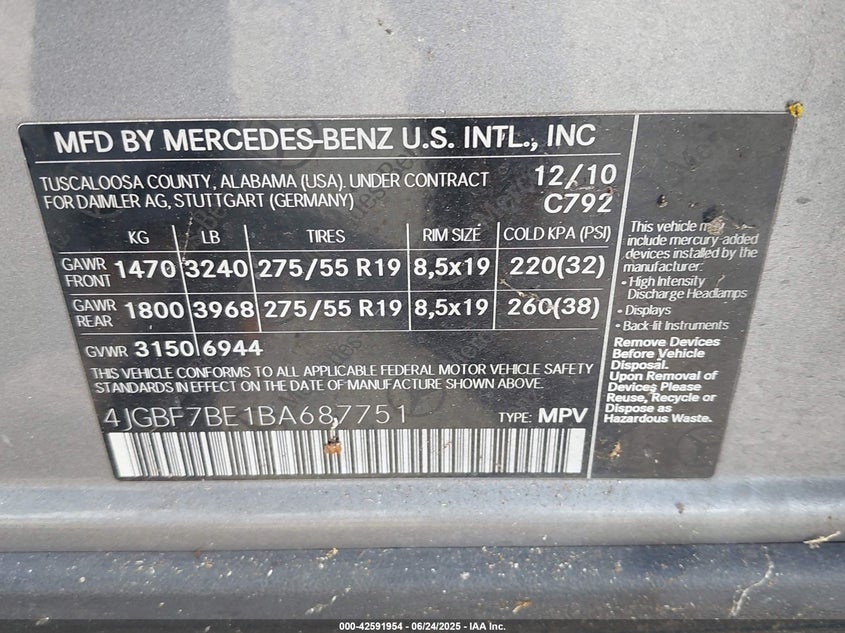 MFD BY MERCEDES-BENZ U.S. INTL., INC
TUSCALOOSA COUNTY, ALABAMA (USA). UNDER CONTRACT 12/10
FOR DAIMLER AG, STUTTGART (GERMANY) C792
KG LB TIRES RIM SIZE COLD KPA (PSI)
GAWR FRONT 1470 3240 275/55 R19 8,5x19 220(32)
GAWR REAR 1800 3968 275/55 R19 8,5x19 260(38)
GVWR 3150 6944
THIS VEHICLE CONFORMS TO ALL APPLICABLE FEDERAL MOTOR VEHICLE SAFETY
STANDARDS IN EFFECT ON THE DATE OF MANUFACTURE SHOWN ABOVE.
4JGBF7BE1BA687751 TYPE: MPV
This vehicle may
include mercury-added
devices installed by the
manufacturer:
• High Intensity
Discharge Headlamps
• Displays
• Back-lit Instruments
Remove Devices
Before Vehicle
Disposal.
Upon Removal of
Devices Please
Reuse, Recycle or
Dispose as
Hazardous Waste.
000-42591954 | 06/24/2025 - IAA Inc.